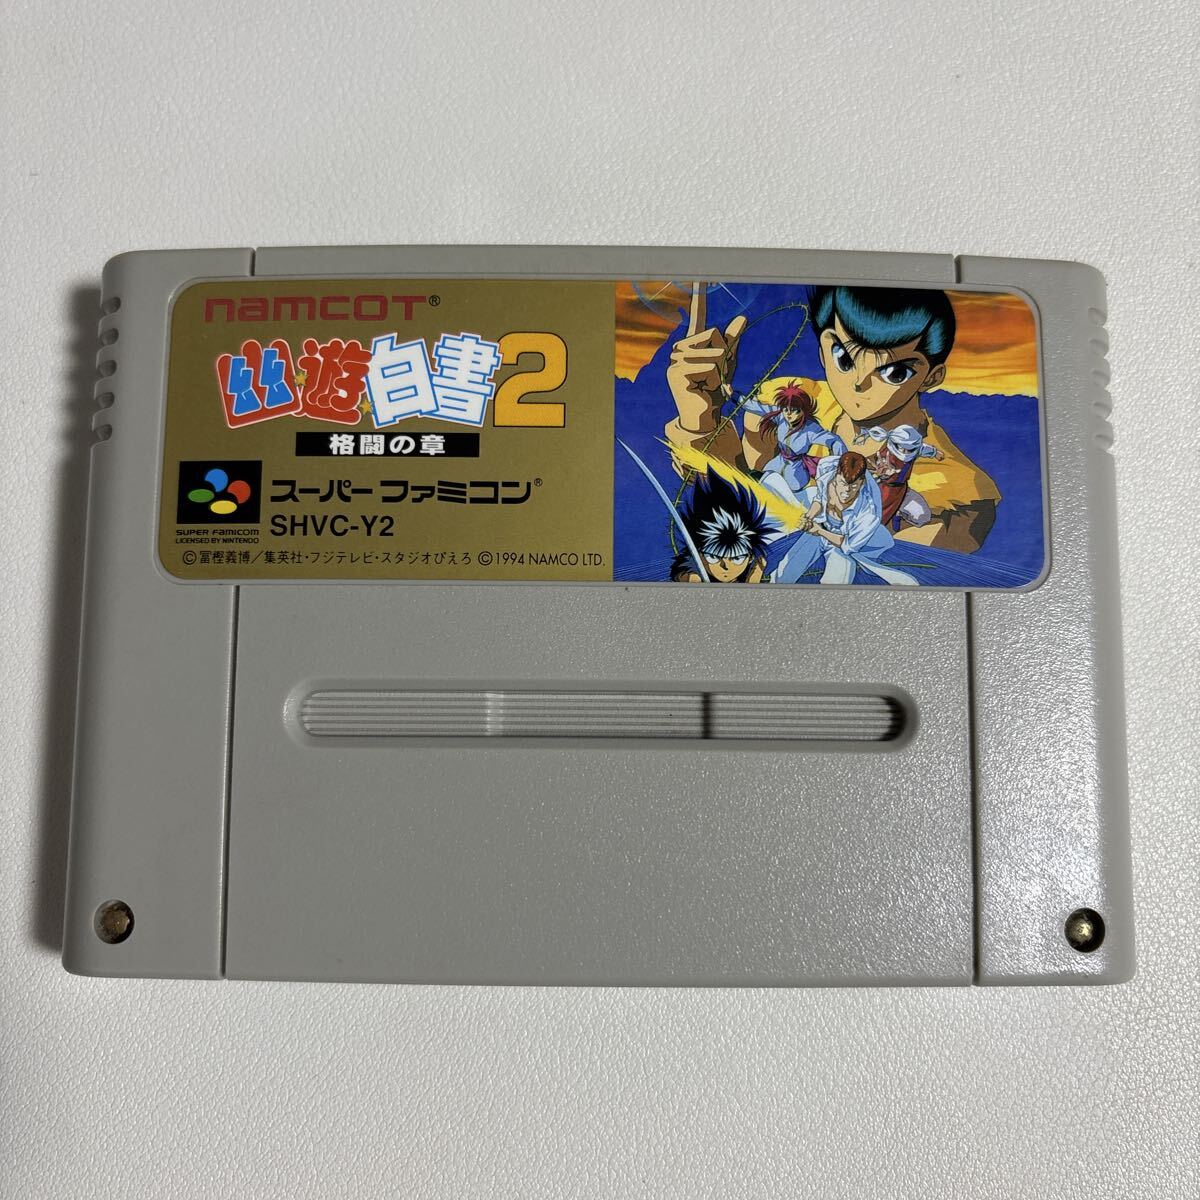 namcot®
幽☆遊☆白書2
格闘の章
スーパーファミコン®
SUPER FAMICOM
LICENSED BY NINTENDO
SHVC-Y2
©冨樫義博／集英社・フジテレビ・スタジオぴえろ ©1994 NAMCO LTD.